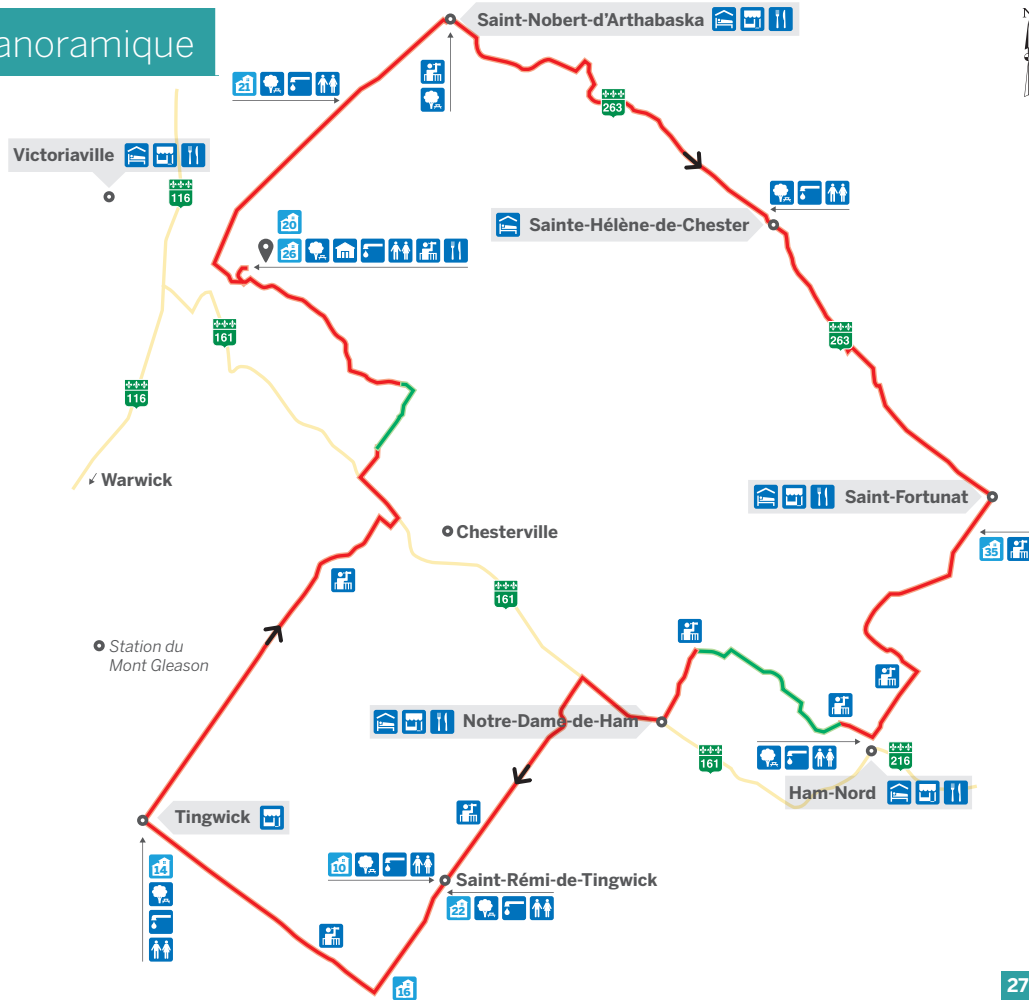 anoramique
N
Saint-Nobert-d'Arthabaska
21
263
Victoriaville
116
20
26
Sainte-Hélène-de-Chester
161
263
116
Warwick
Saint-Fortunat
Chesterville
35
161
Station du
Mont Gleason
Notre-Dame-de-Ham
161
216
Ham-Nord
Tingwick
14
10
Saint-Rémi-de-Tingwick
22
16
27